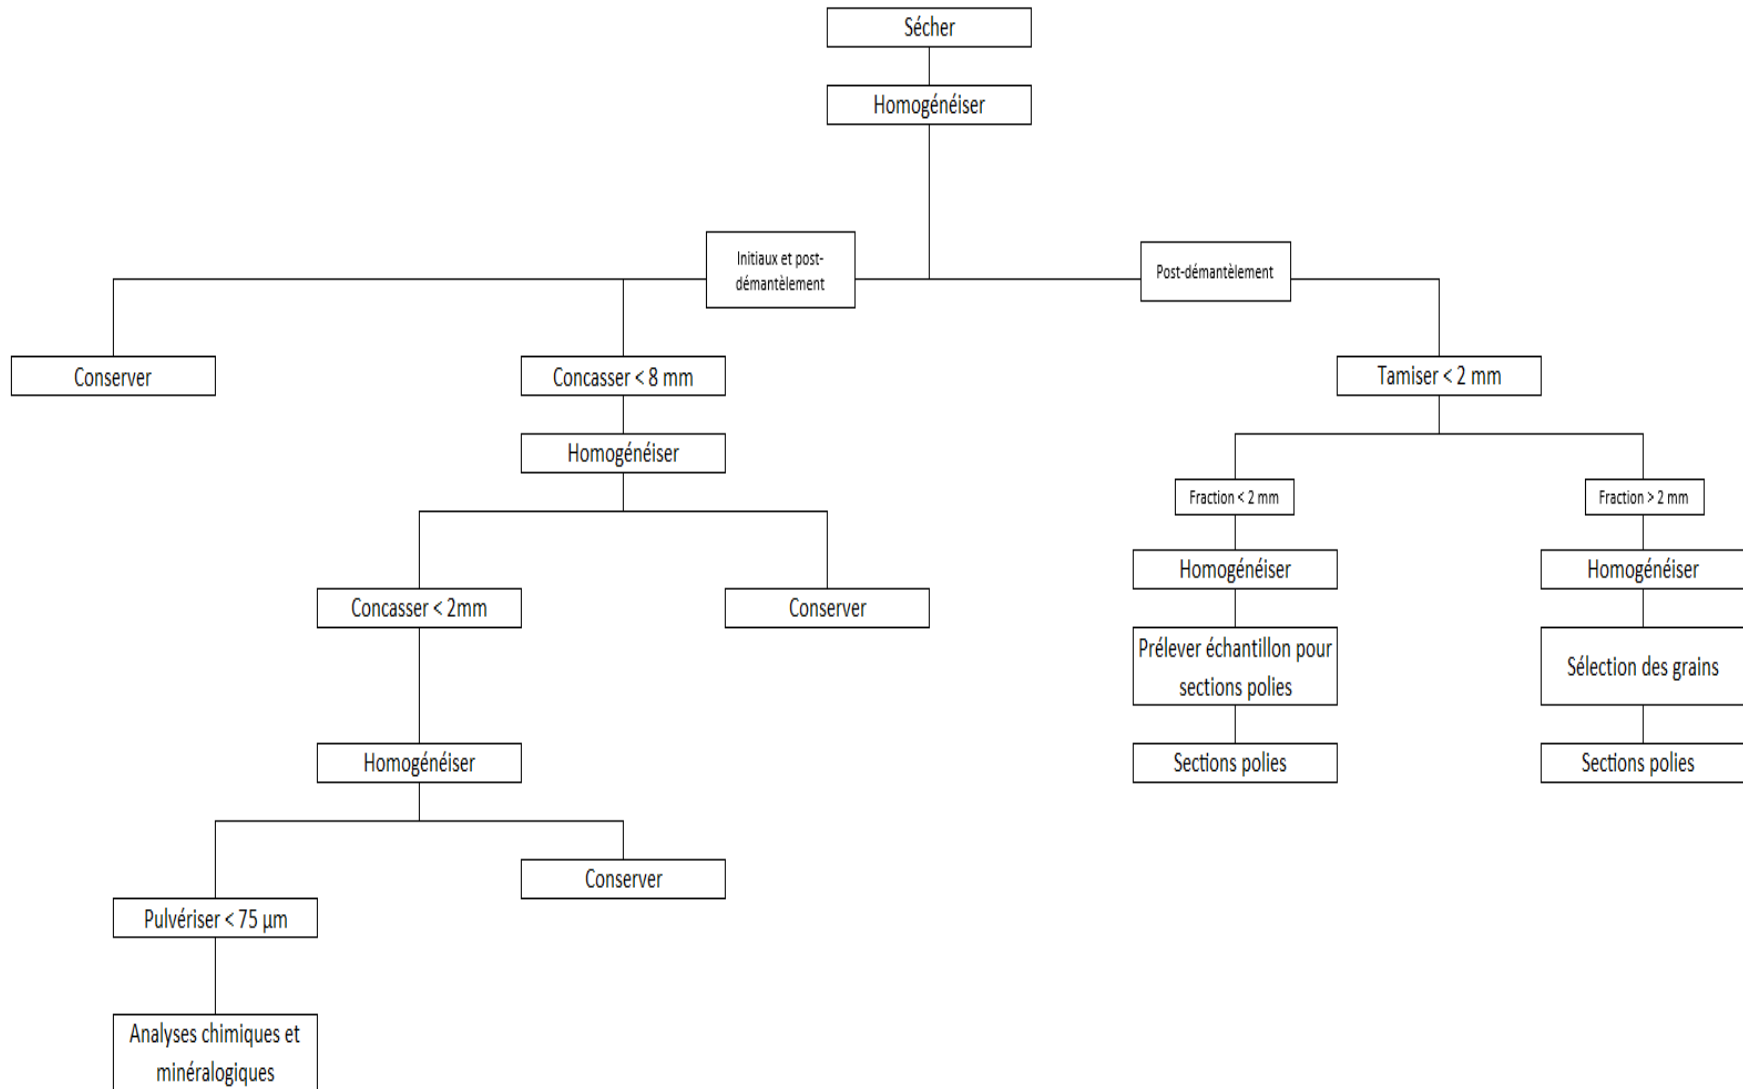 Sécher
Homogénéiser
Initiaux et post-
démantèlement
Post-démantèlement
Conserver
Concasser < 8 mm
Tamiser < 2 mm
Homogénéiser
Fraction < 2 mm
Fraction > 2 mm
Homogénéiser
Homogénéiser
Concasser < 2mm
Conserver
Prélever échantillon pour
sections polies
Sélection des grains
Homogénéiser
Sections polies
Sections polies
Conserver
Pulvériser < 75 µm
Analyses chimiques et
minéralogiques